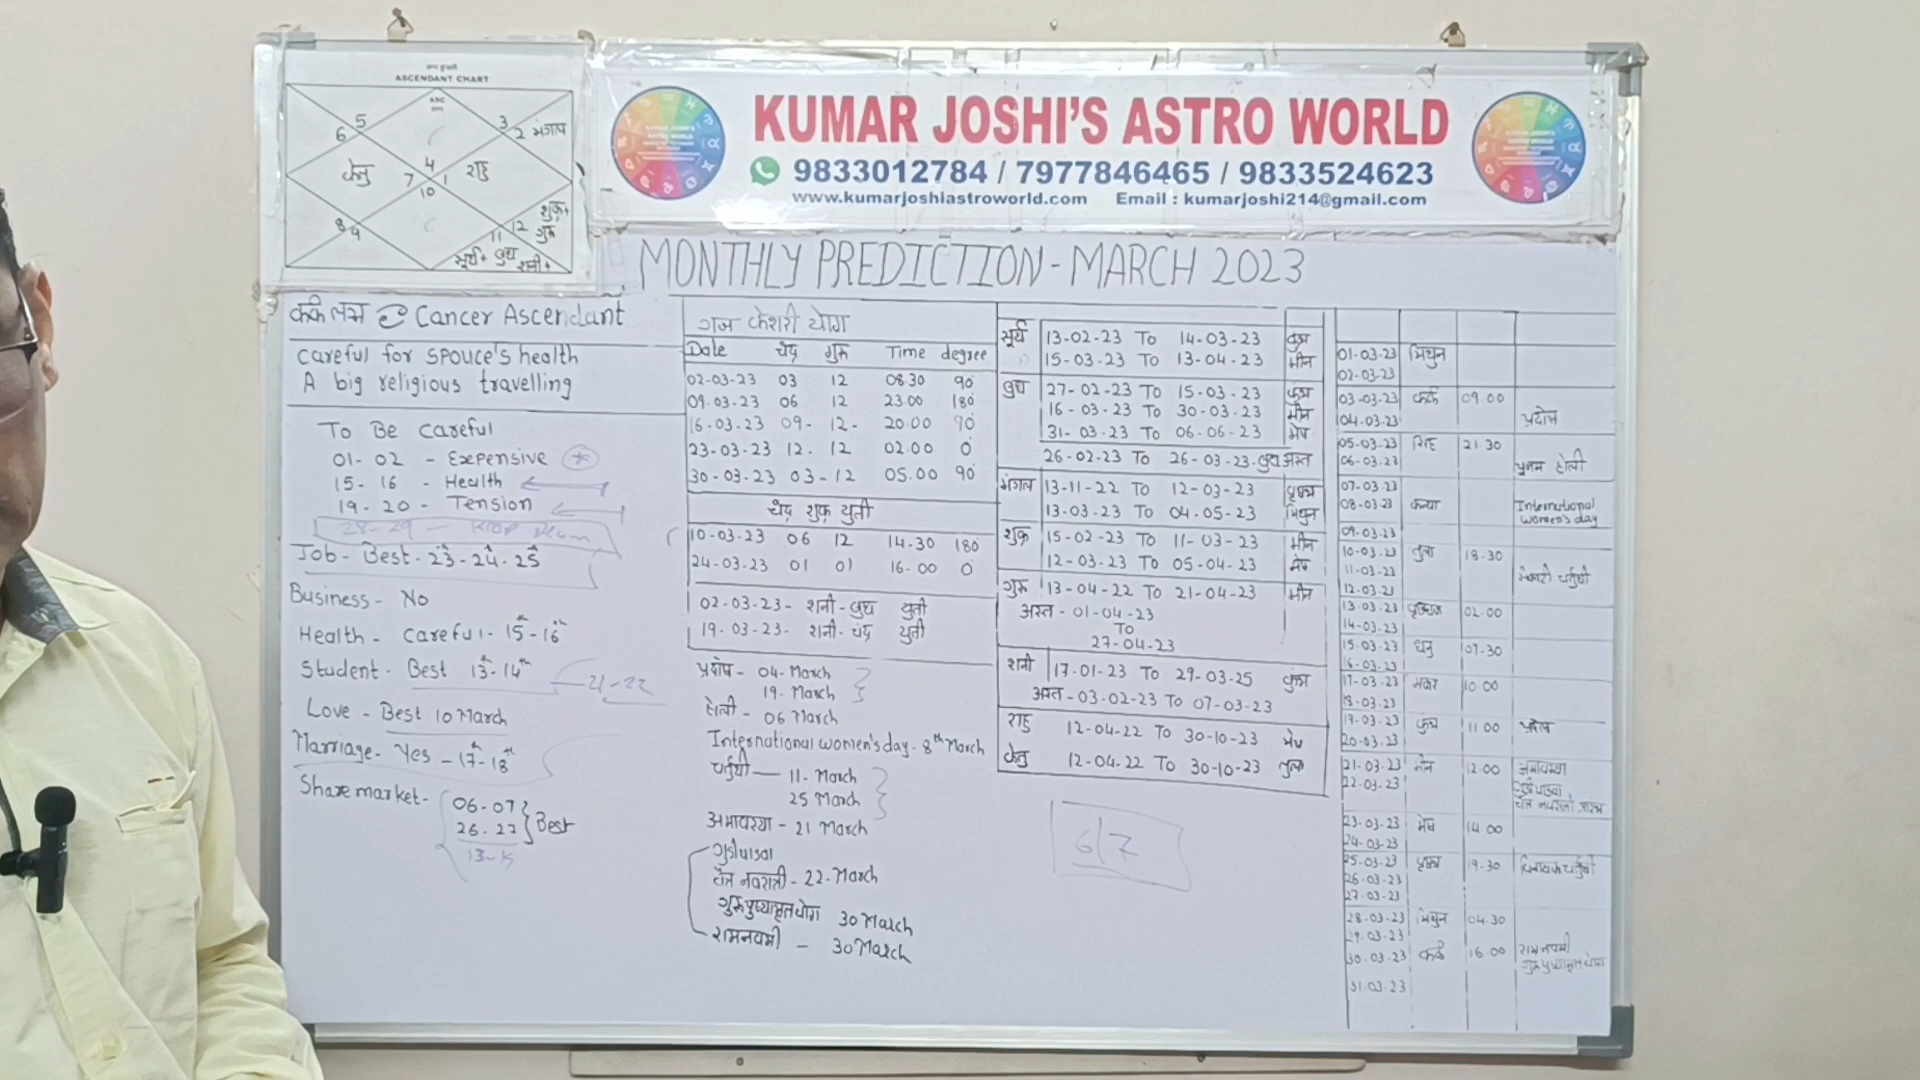 ASCENDANT CHART
ASC
5
6
3
2 मंगल
केतु
4
7
1
10
राहु
8
9
11
12
शुक्र+
गुरु
सूर्य+ बुध
शनी+
KUMAR JOSHI'S ASTRO WORLD
9833012784 / 7977846465 / 9833524623
www.kumarjoshiastroworld.com Email : kumarjoshi214@gmail.com
MONTHLY PREDICTION - MARCH 2023
कर्क लग्न Cancer Ascendant
careful for spouce's health
A big religious travelling
To Be careful
01-02 - Expensive
15-16 - Health
19-20 - Tension
28-29 -
Job - Best - 23-24-25
Business - No
Health - Careful - 15th-16th
Student - Best 13th-14th
21-22
Love - Best 10 March
Marriage - Yes - 17th-18th
Share market - 06-07
26-27 } Best
गज केशरी योग
Date चंद्र गुरु Time degree
02-03-23 03 12 08.30 90°
09-03-23 06 12 23.00 180°
16-03-23 09- 12- 20.00 90°
23-03-23 12. 12 02.00 0°
30-03-23 03-12 05.00 90°
चंद्र शुक्र युती
10-03-23 06 12 14.30 180°
24-03-23 01 01 16-00 0°
02-03-23- शनी-बुध युती
19-03-23- शनी-चंद्र युती
प्रदोष - 04- March
19. March
होली - 06 March
International women's day - 8th March
चतुर्थी — 11- March
25 March
अमावस्या - 21 March
गुडीपाडवा
चैत्र नवरात्री - 22- March
गुरुपुष्यामृतयोग 30 March
रामनवमी - 30 March
सूर्य 13-02-23 To 14-03-23 कुंभ
15-03-23 To 13-04-23 मीन
बुध 27-02-23 To 15-03-23 कुंभ
16-03-23 To 30-03-23 मीन
31-03-23 To 06-06-23 मेष
26-02-23 To 26-03-23-बुध अस्त
मंगल 13-11-22 To 12-03-23 वृषभ
13-03-23 To 04-05-23 मिथुन
शुक्र 15-02-23 To 11-03-23 मीन
12-03-23 To 05-04-23 मेष
गुरु 13-04-22 To 21-04-23 मीन
अस्त-01-04-23
To
27-04-23
शनी 17-01-23 To 29-03-25 कुंभ
अस्त-03-02-23 To 07-03-23
राहु 12-04-22 To 30-10-23 मेष
केतु 12-04-22 To 30-10-23 तुला
6/7
01-03-23 मिथुन
02-03-23
03-03-23 कर्क 09.00
04-03-23 प्रदोष
05-03-23 सिंह 21.30
06-03-23 पूनम होली
07-03-23
08-03-23 कन्या International women's day
09-03-23
10-03-23 तुला 18.30
11-03-23 संकष्टी चतुर्थी
12-03-23
13-03-23 वृश्चिक 02.00
14-03-23
15-03-23 धनु 07-30
16-03-23
17-03-23 मकर 10.00
18-03-23
19-03-23 कुंभ 11.00 प्रदोष
20-03-23
21-03-23 मीन 12.00 अमावस्या
22-03-23 गुडीपाडवा
चैत्र नवरात्री प्रारंभ
23-03-23 मेष 14.00
24-03-23
25-03-23 वृषभ 19.30 विनायक चतुर्थी
26-03-23
27-03-23
28-03-23 मिथुन 04.30
29-03-23
30-03-23 कर्क 16.00 रामनवमी
गुरुपुष्यामृतयोग
31-03-23